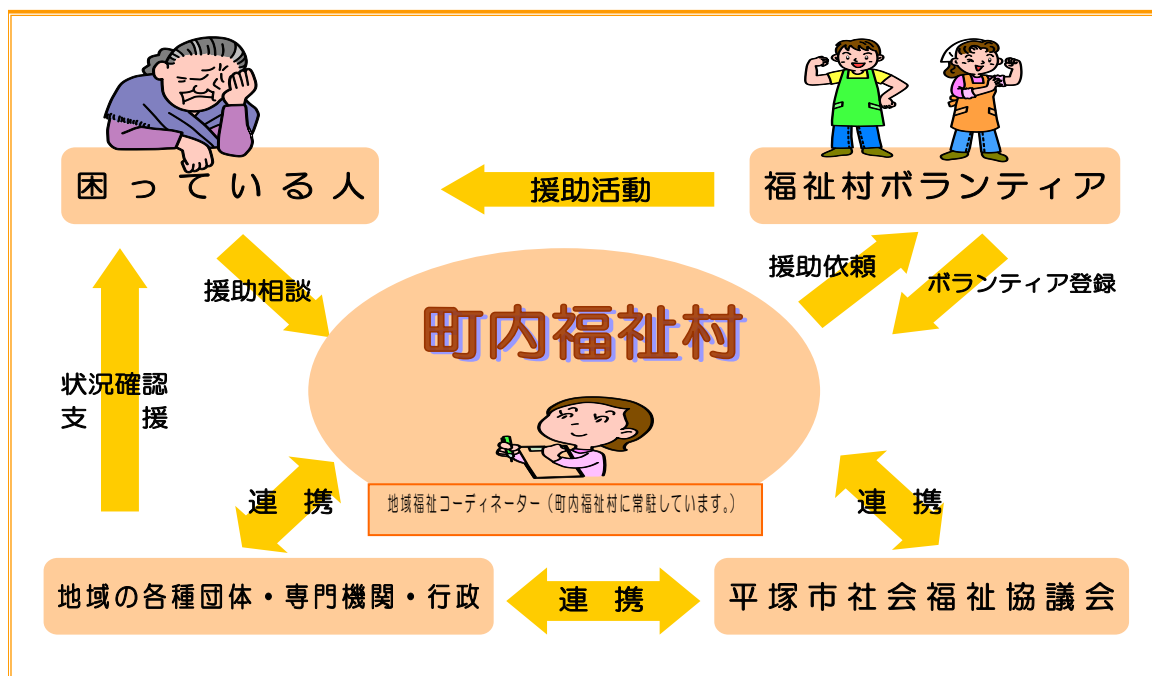 困っている人
援助活動
福祉村ボランティア
援助相談
援助依頼
ボランティア登録
町内福祉村
状況確認
支援
地域福祉コーディネーター（町内福祉村に常駐しています。）
連携
連携
地域の各種団体・専門機関・行政
連携
平塚市社会福祉協議会